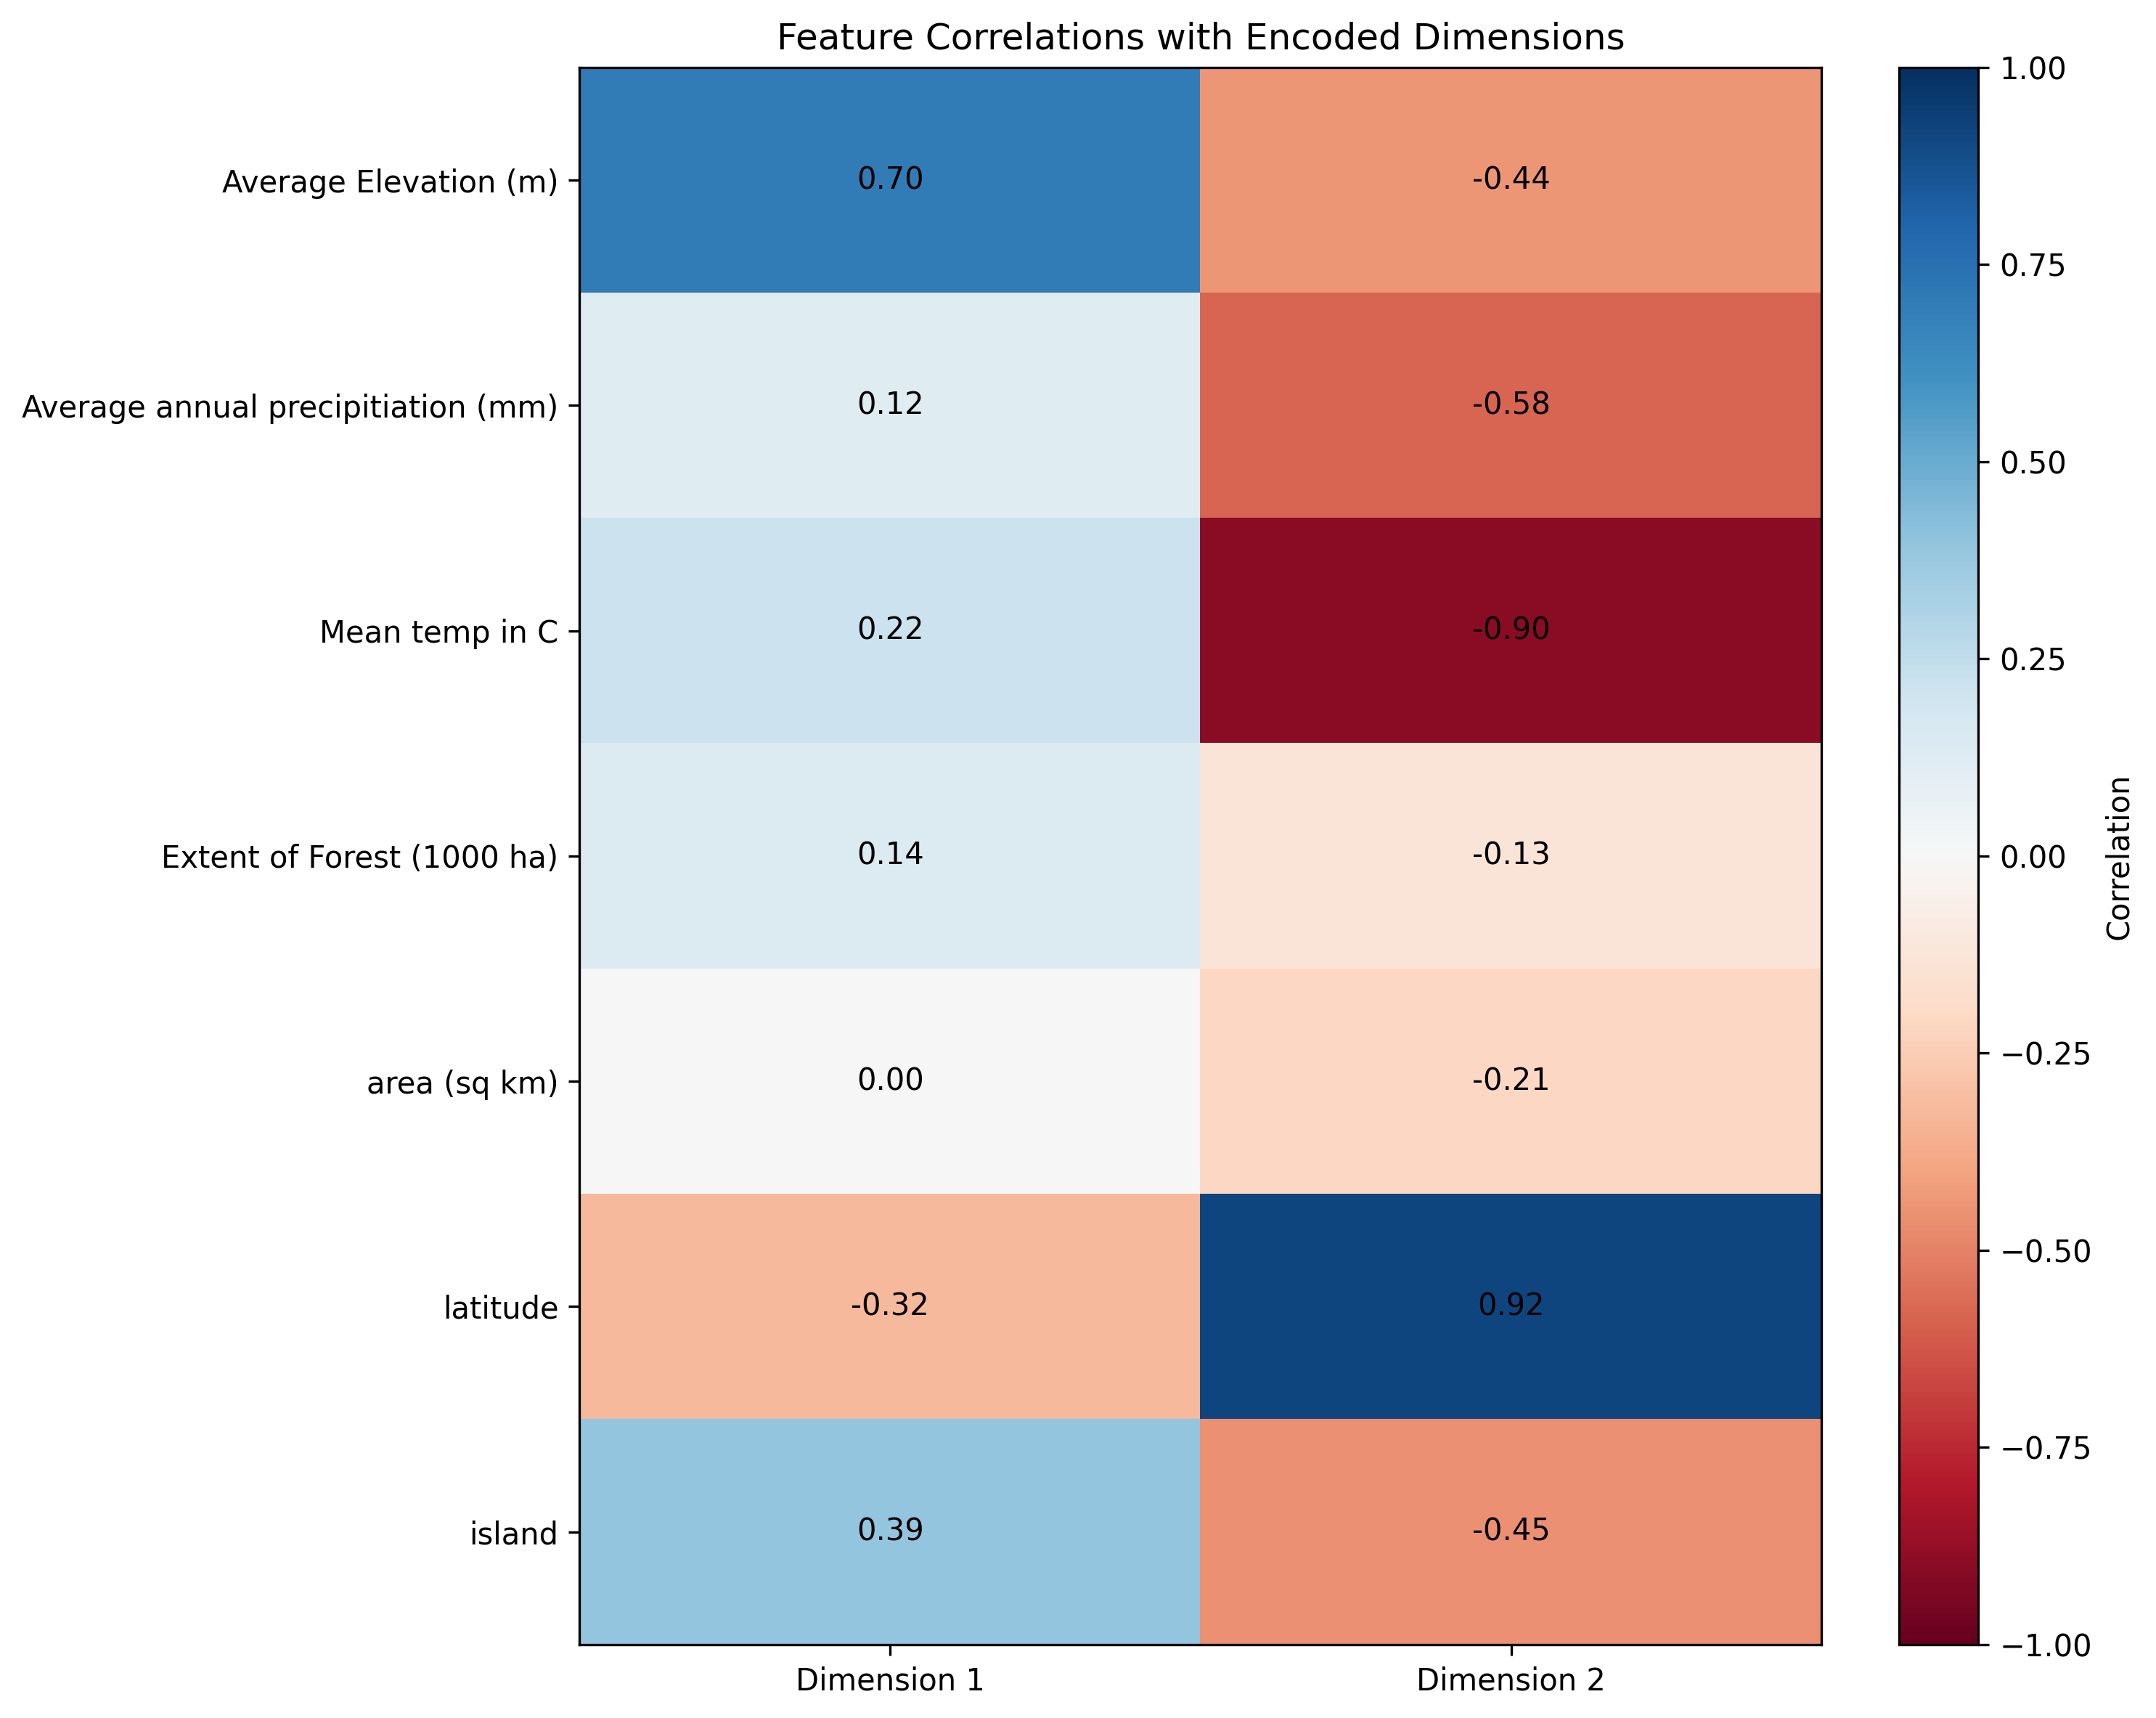 Feature Correlations with Encoded Dimensions
Average Elevation (m)
0.70
-0.44
Average annual precipitiation (mm)
0.12
-0.58
Mean temp in C
0.22
-0.90
Extent of Forest (1000 ha)
0.14
-0.13
area (sq km)
0.00
-0.21
latitude
-0.32
0.92
island
0.39
-0.45
Dimension 1
Dimension 2
1.00
0.75
0.50
0.25
0.00
−0.25
−0.50
−0.75
−1.00
Correlation